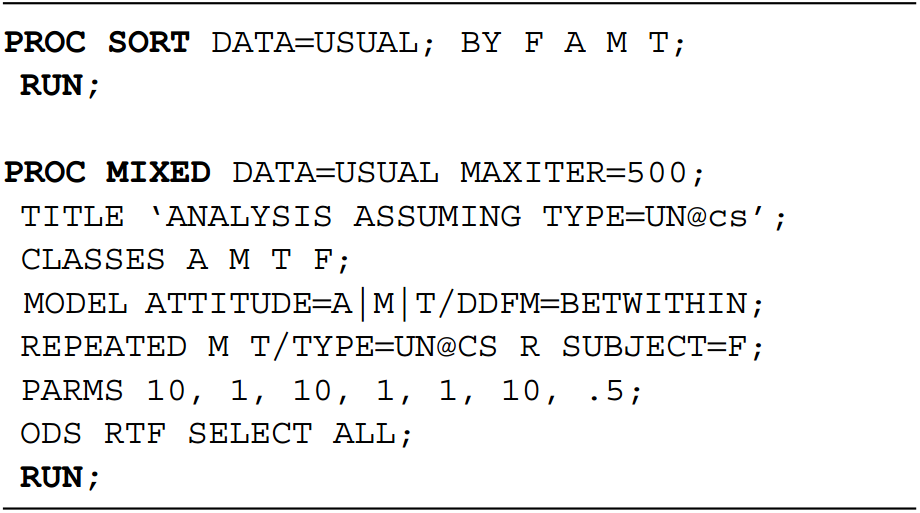 PROC SORT DATA=USUAL; BY F A M T;
RUN;
PROC MIXED DATA=USUAL MAXITER=500;
TITLE ‘ANALYSIS ASSUMING TYPE=UN@cs’;
CLASSES A M T F;
MODEL ATTITUDE=A|M|T/DDFM=BETWITHIN;
REPEATED M T/TYPE=UN@CS R SUBJECT=F;
PARMS 10, 1, 10, 1, 1, 10, .5;
ODS RTF SELECT ALL;
RUN;